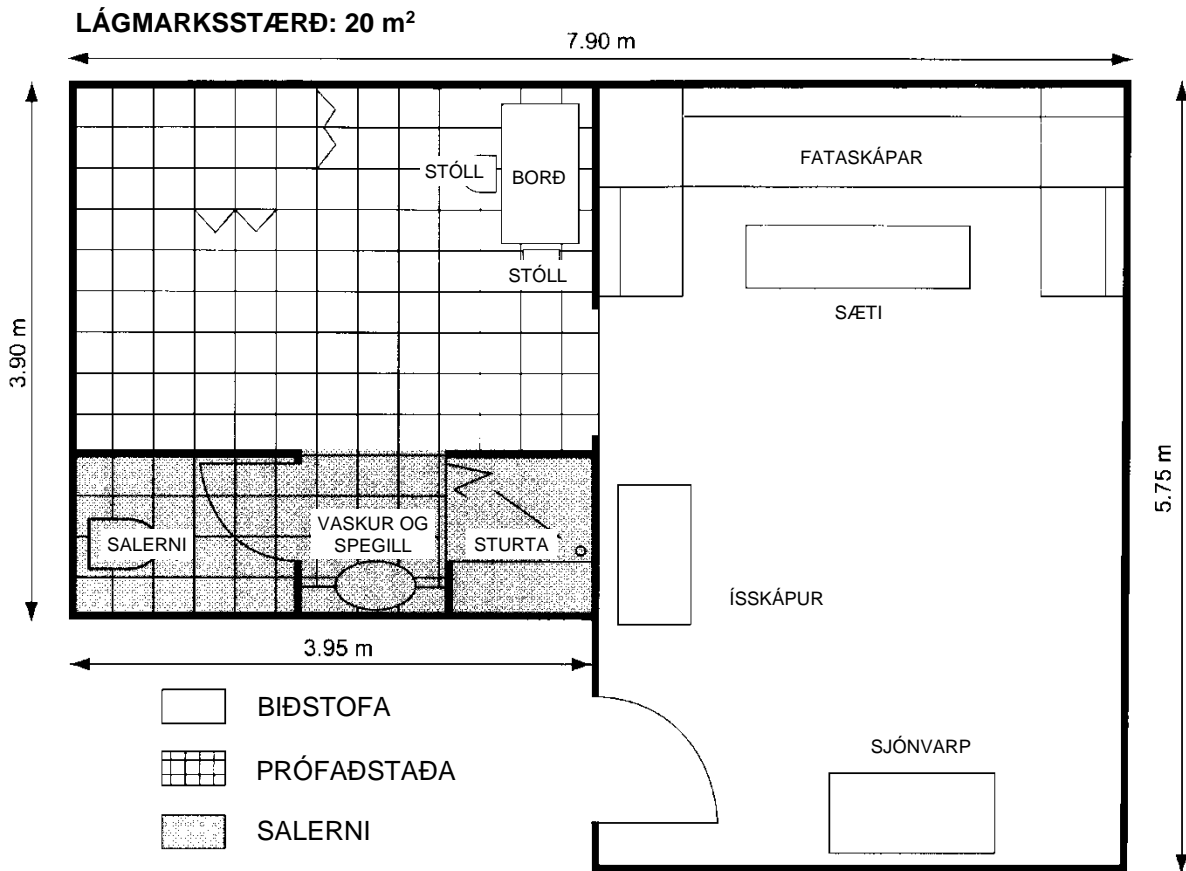 LÁGMARKSSTÆRÐ: 20 m²
7.90 m
3.90 m
5.75 m
FATASKÁPAR
STÓLL
BORÐ
STÓLL
SÆTI
SALERNI
VASKUR OG
SPEGILL
STURTA
ÍSSKÁPUR
3.95 m
BIÐSTOFA
PRÓFAÐSTAÐA
SALERNI
SJÓNVARP